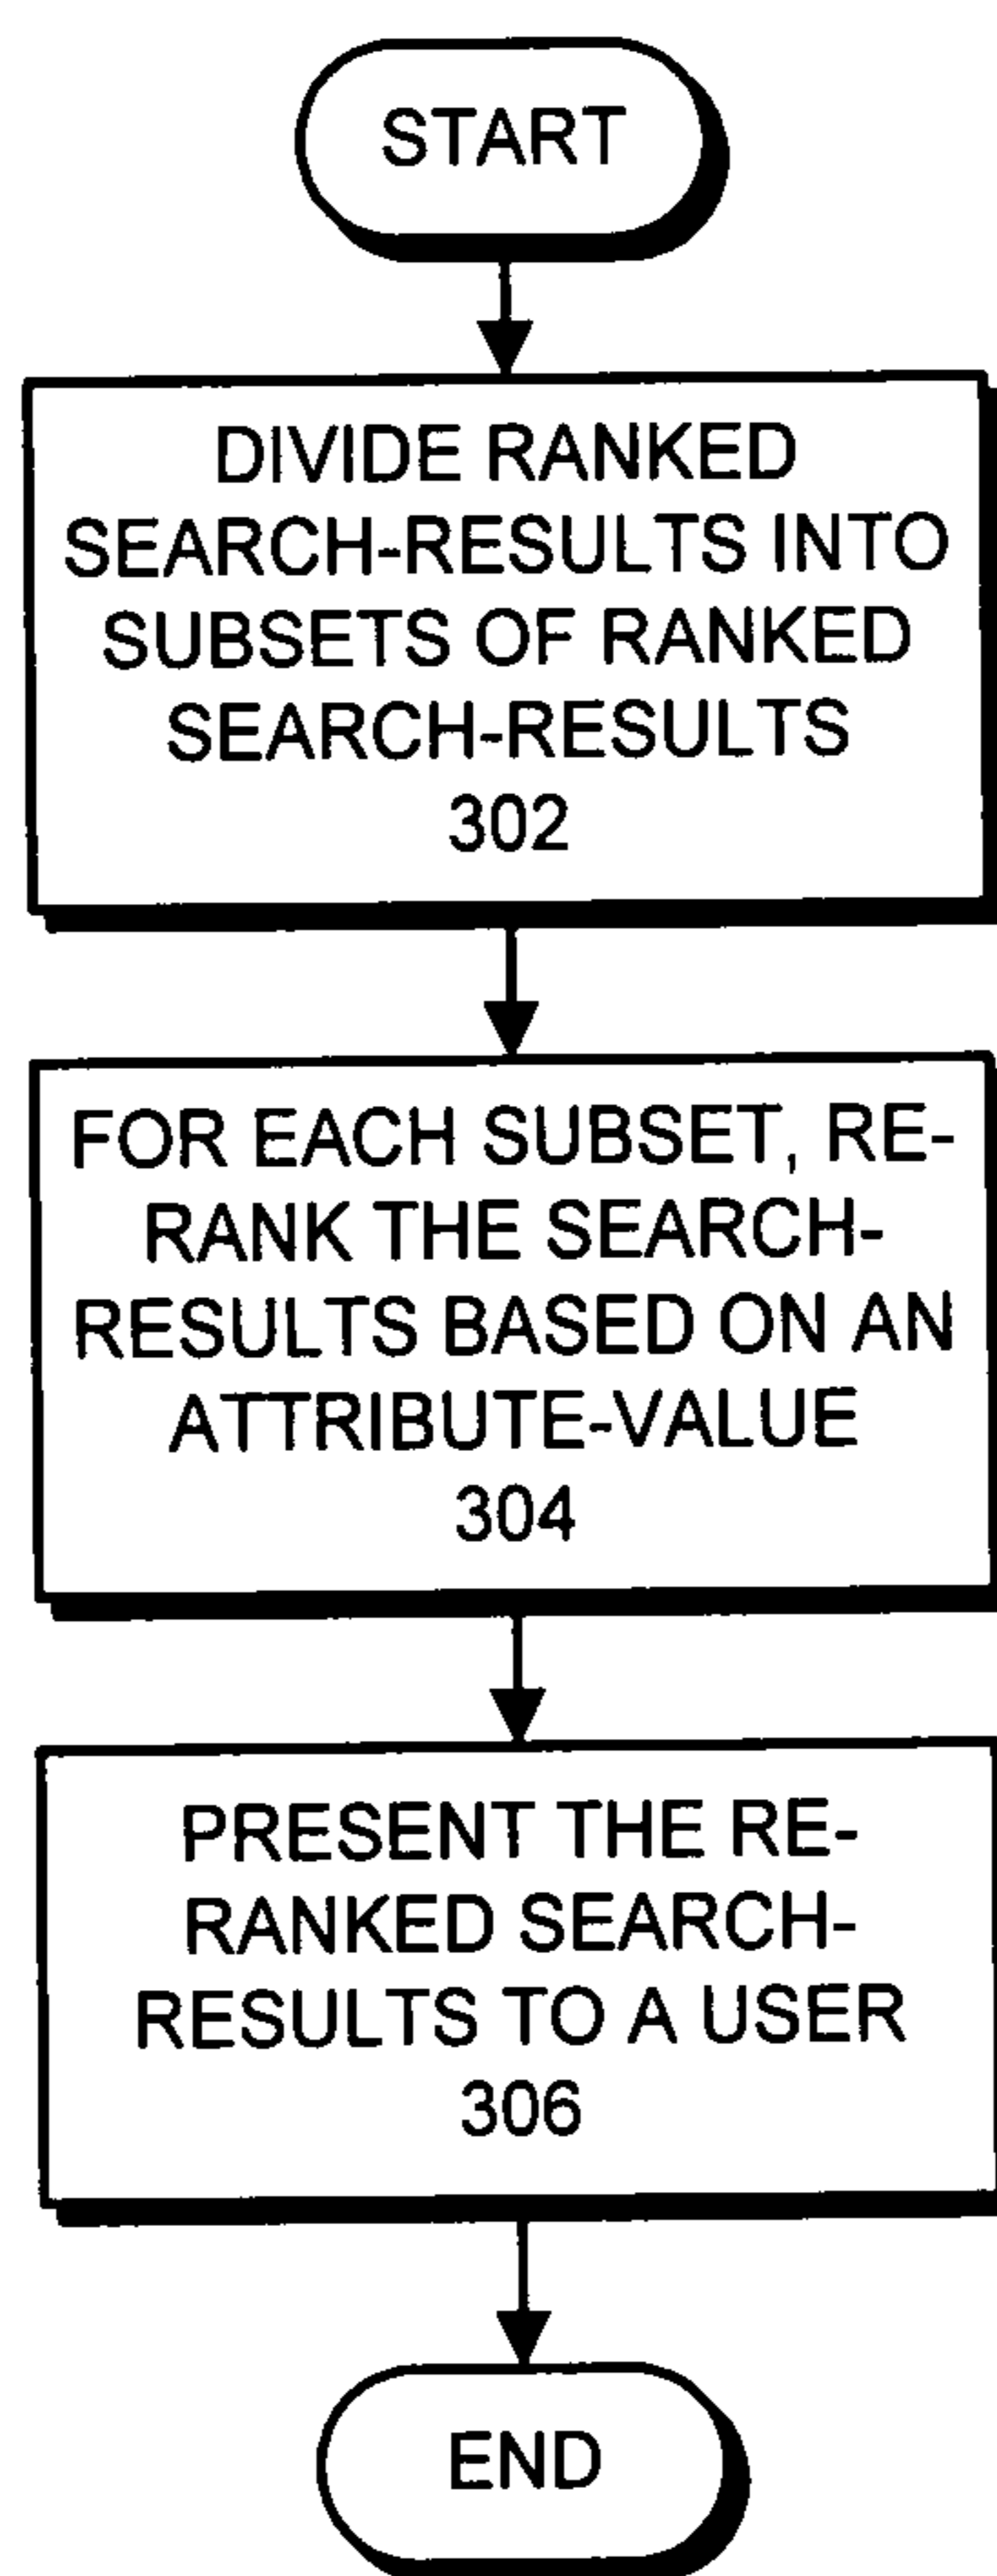 START
DIVIDE RANKED
SEARCH-RESULTS INTO
SUBSETS OF RANKED
SEARCH-RESULTS
302
FOR EACH SUBSET, RE-
RANK THE SEARCH-
RESULTS BASED ON AN
ATTRIBUTE-VALUE
304
PRESENT THE RE-
RANKED SEARCH-
RESULTS TO A USER
306
END